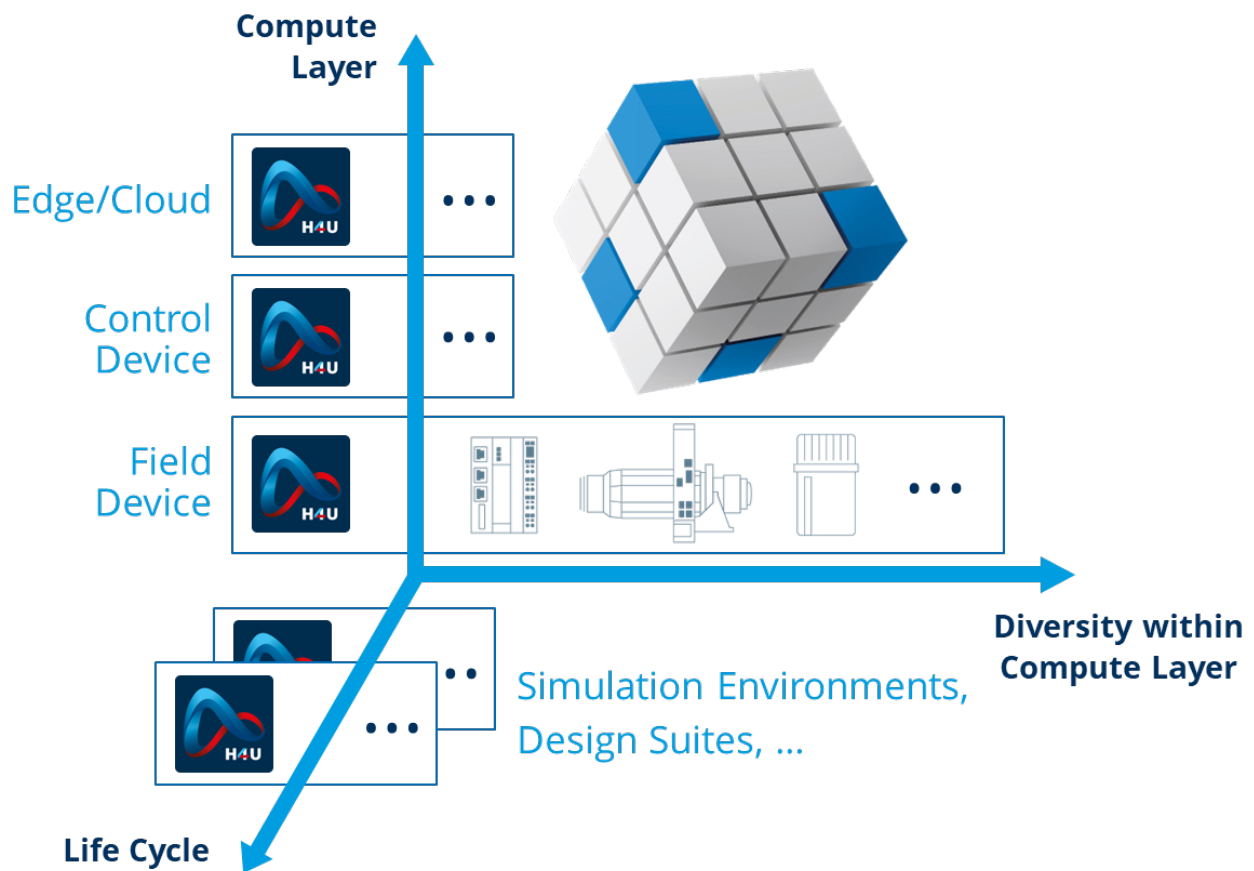 Compute
Layer
Edge/Cloud
H4U
...
Control
Device
H4U
...
Field
Device
H4U
...
Diversity within
Compute Layer
..
H4U
...
Simulation Environments,
Design Suites, ...
Life Cycle